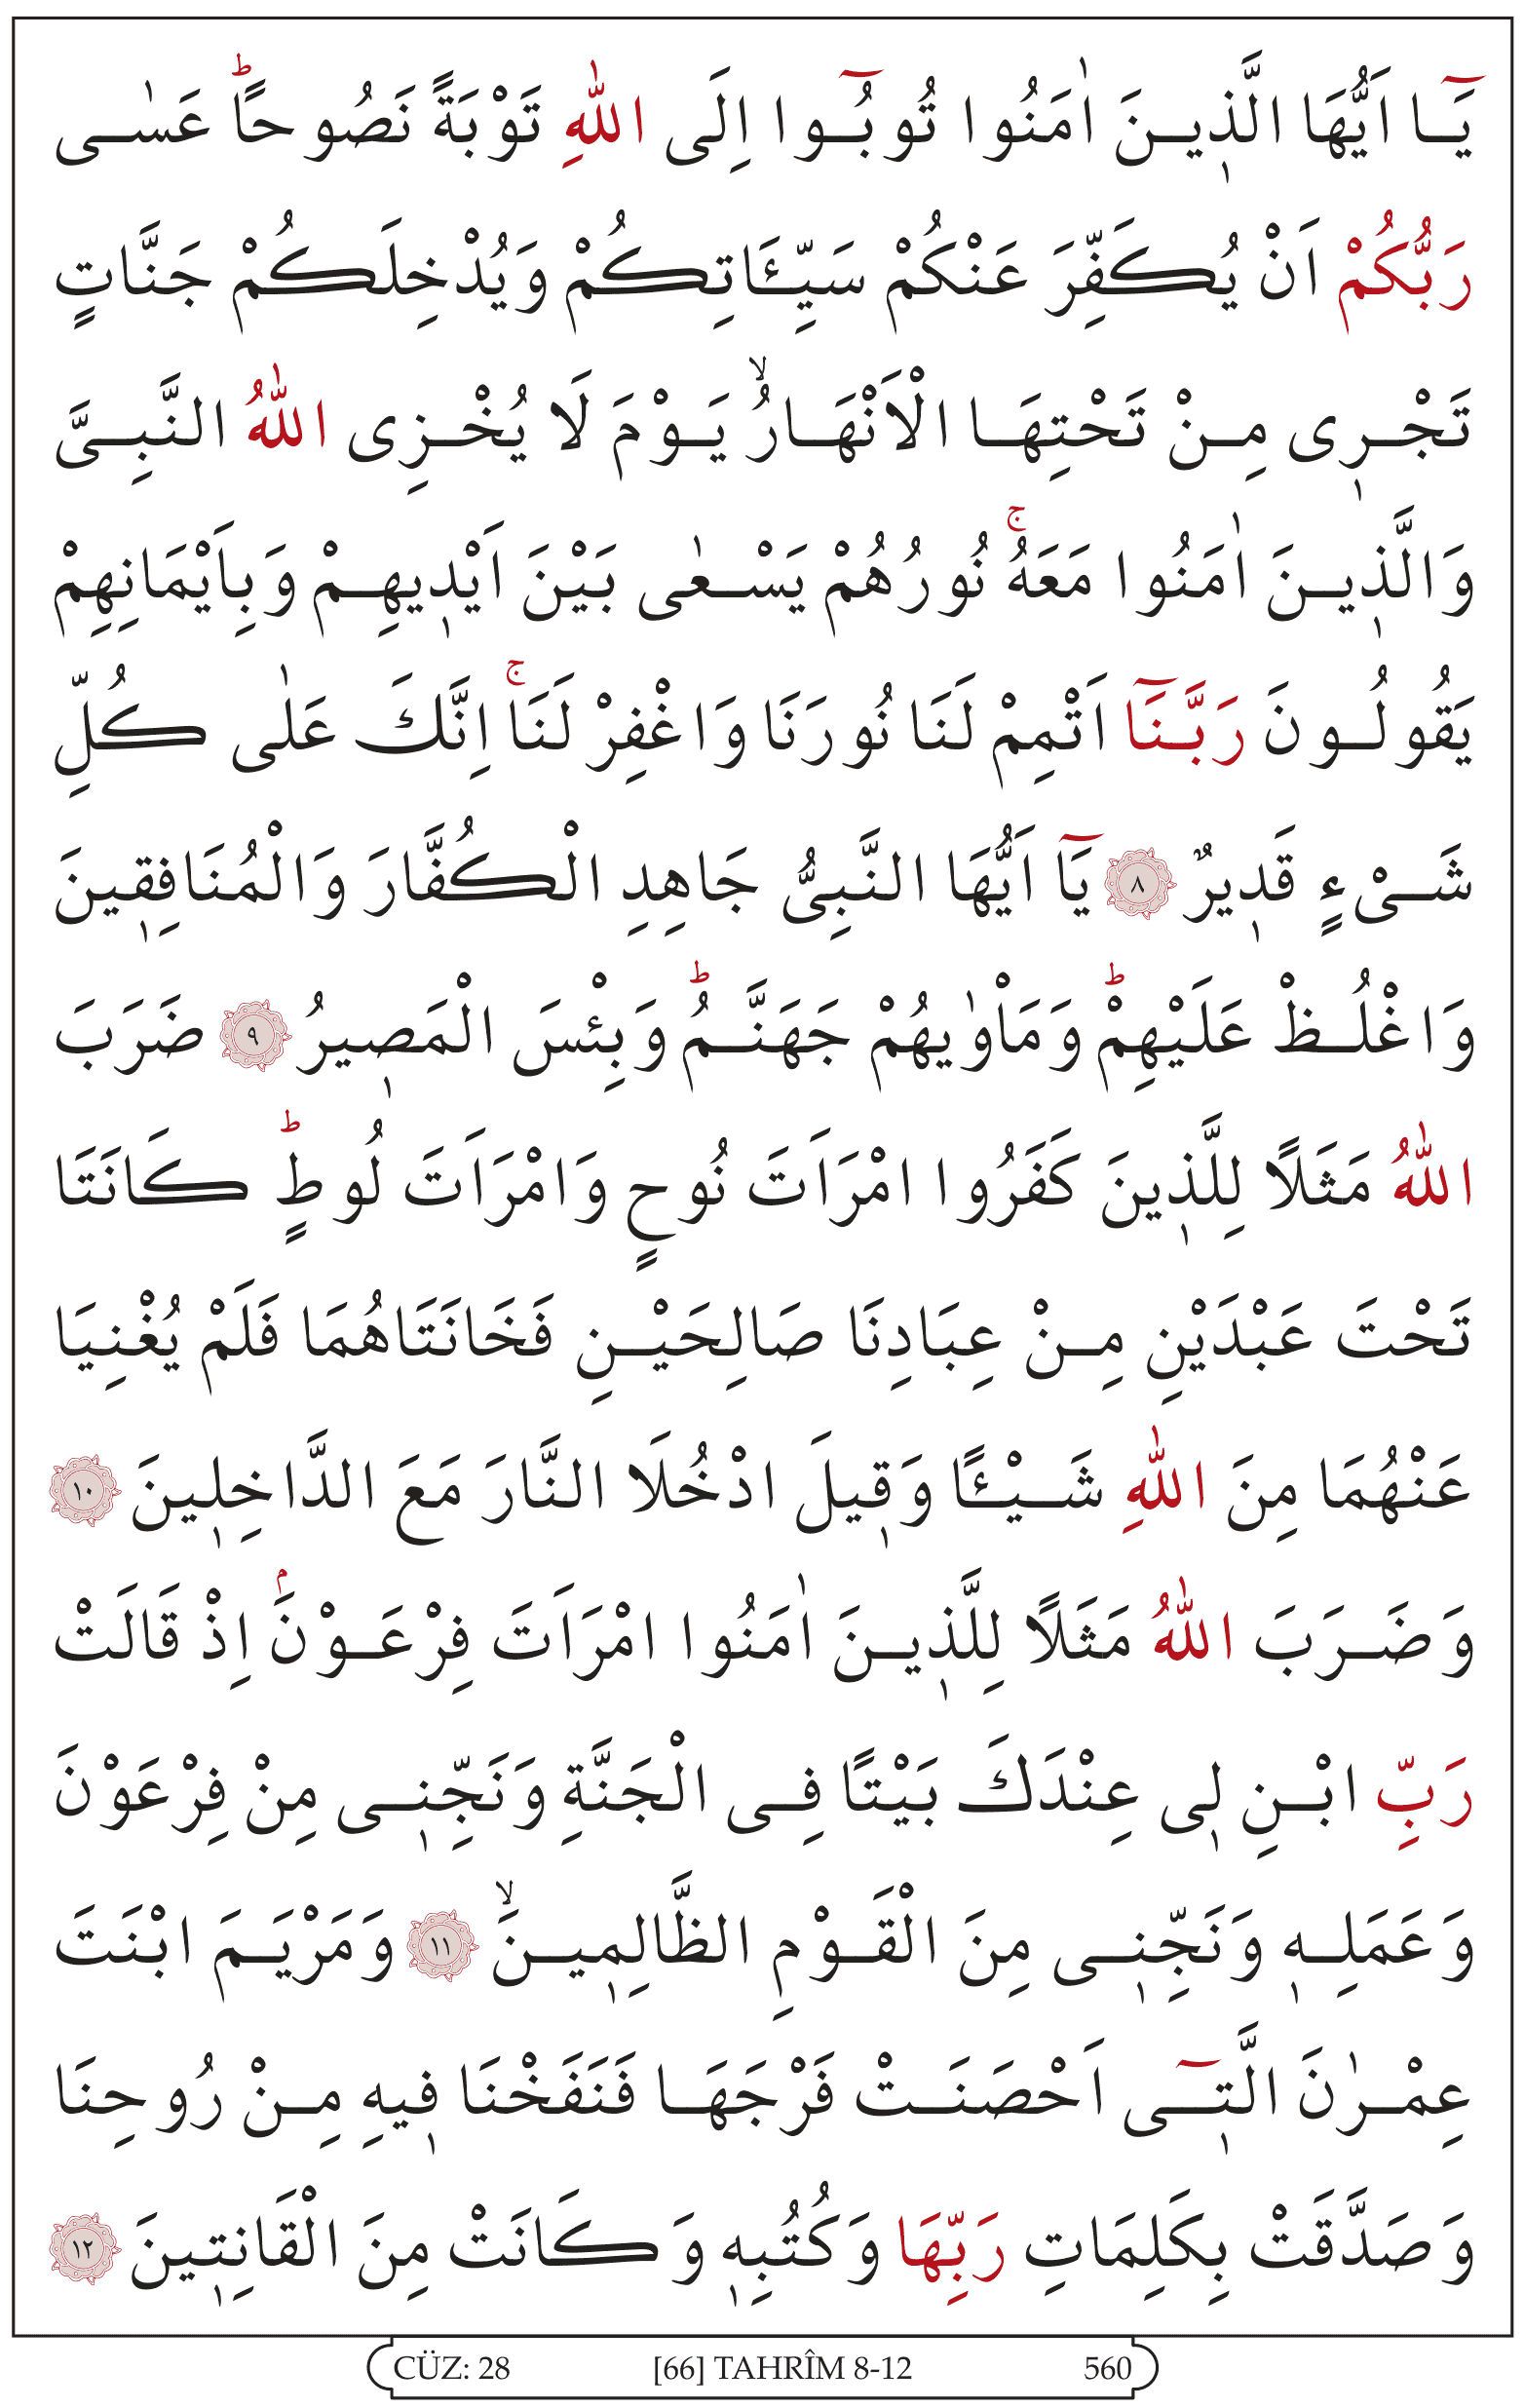 يَٓا اَيُّهَا الَّذ۪ينَ اٰمَنُوا تُوبُٓوا اِلَى اللّٰهِ تَوْبَةً نَصُوحًاۜ عَسٰى
رَبُّكُمْ اَنْ يُكَفِّرَ عَنْكُمْ سَيِّـَٔاتِكُمْ وَيُدْخِلَكُمْ جَنَّاتٍ
تَجْر۪ى مِنْ تَحْتِهَا الْاَنْهَارُۙ يَوْمَ لَا يُخْزِى اللّٰهُ النَّبِىَّ
وَالَّذ۪ينَ اٰمَنُوا مَعَهُۚ نُورُهُمْ يَسْعٰى بَيْنَ اَيْد۪يهِمْ وَبِاَيْمَانِهِمْ
يَقُولُونَ رَبَّنَٓا اَتْمِمْ لَنَا نُورَنَا وَاغْفِرْ لَنَاۚ اِنَّكَ عَلٰى كُلِّ
شَىْءٍ قَد۪يرٌ ﴿٨﴾ يَٓا اَيُّهَا النَّبِىُّ جَاهِدِ الْكُفَّارَ وَالْمُنَافِق۪ينَ
وَاغْلُظْ عَلَيْهِمْۜ وَمَاْوٰيهُمْ جَهَنَّمُۜ وَبِئْسَ الْمَص۪يرُ ﴿٩﴾ ضَرَبَ
اللّٰهُ مَثَلًا لِلَّذ۪ينَ كَفَرُوا امْرَاَتَ نُوحٍ وَامْرَاَتَ لُوطٍۜ كَانَتَا
تَحْتَ عَبْدَيْنِ مِنْ عِبَادِنَا صَالِحَيْنِ فَخَانَتَاهُمَا فَلَمْ يُغْنِيَا
عَنْهُمَا مِنَ اللّٰهِ شَيْـًٔا وَق۪يلَ ادْخُلَا النَّارَ مَعَ الدَّاخِل۪ينَ ﴿١٠﴾
وَضَرَبَ اللّٰهُ مَثَلًا لِلَّذ۪ينَ اٰمَنُوا امْرَاَتَ فِرْعَوْنَۢ اِذْ قَالَتْ
رَبِّ ابْنِ ل۪ى عِنْدَكَ بَيْتًا فِى الْجَنَّةِ وَنَجِّن۪ى مِنْ فِرْعَوْنَ
وَعَمَلِه۪ وَنَجِّن۪ى مِنَ الْقَوْمِ الظَّالِم۪ينَۙ ﴿١١﴾ وَمَرْيَمَ ابْنَتَ
عِمْرٰنَ الَّت۪ٓى اَحْصَنَتْ فَرْجَهَا فَنَفَخْنَا ف۪يهِ مِنْ رُوحِنَا
وَصَدَّقَتْ بِكَلِمَاتِ رَبِّهَا وَكُتُبِه۪ وَكَانَتْ مِنَ الْقَانِت۪ينَ ﴿١٢﴾
CÜZ: 28 [66] TAHRÎM 8-12 560